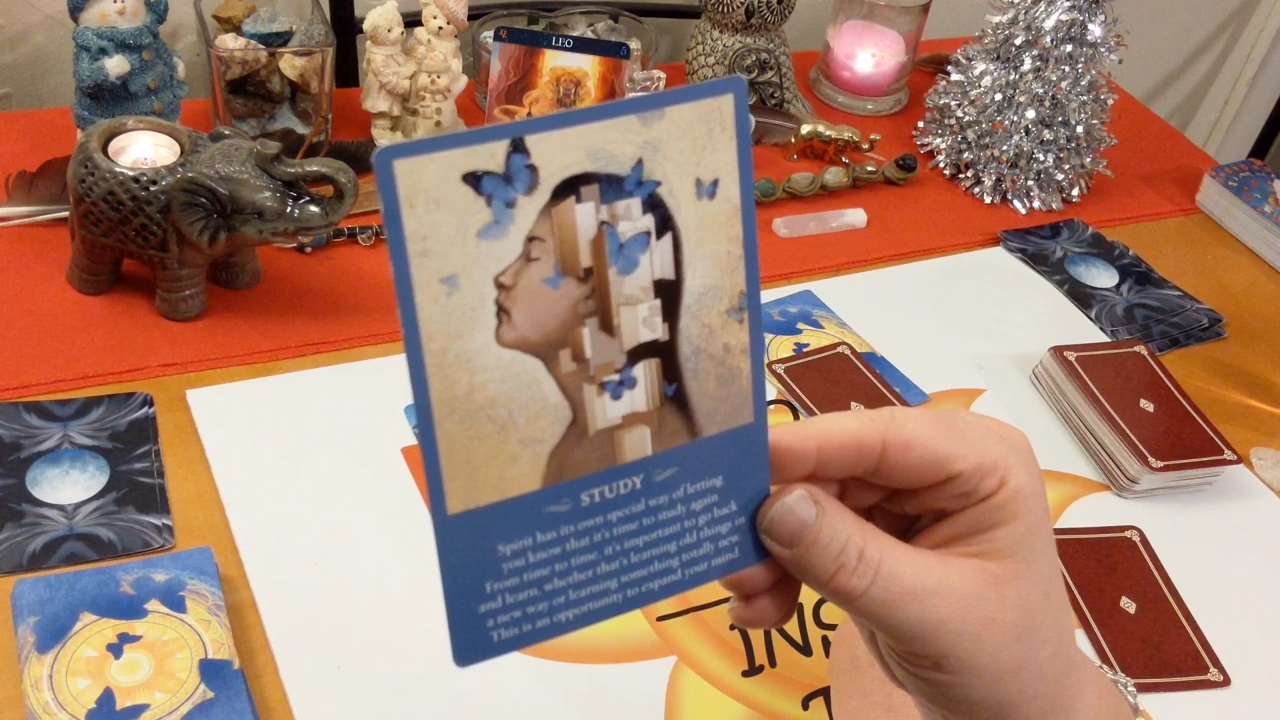 LEO
5
STUDY
Spirit has its own special way of letting
you know that it's time to study again.
From time to time, it's important to go back
and learn, whether that's learning old things in
a new way or learning something totally new.
This is an opportunity to expand your mind.
INS